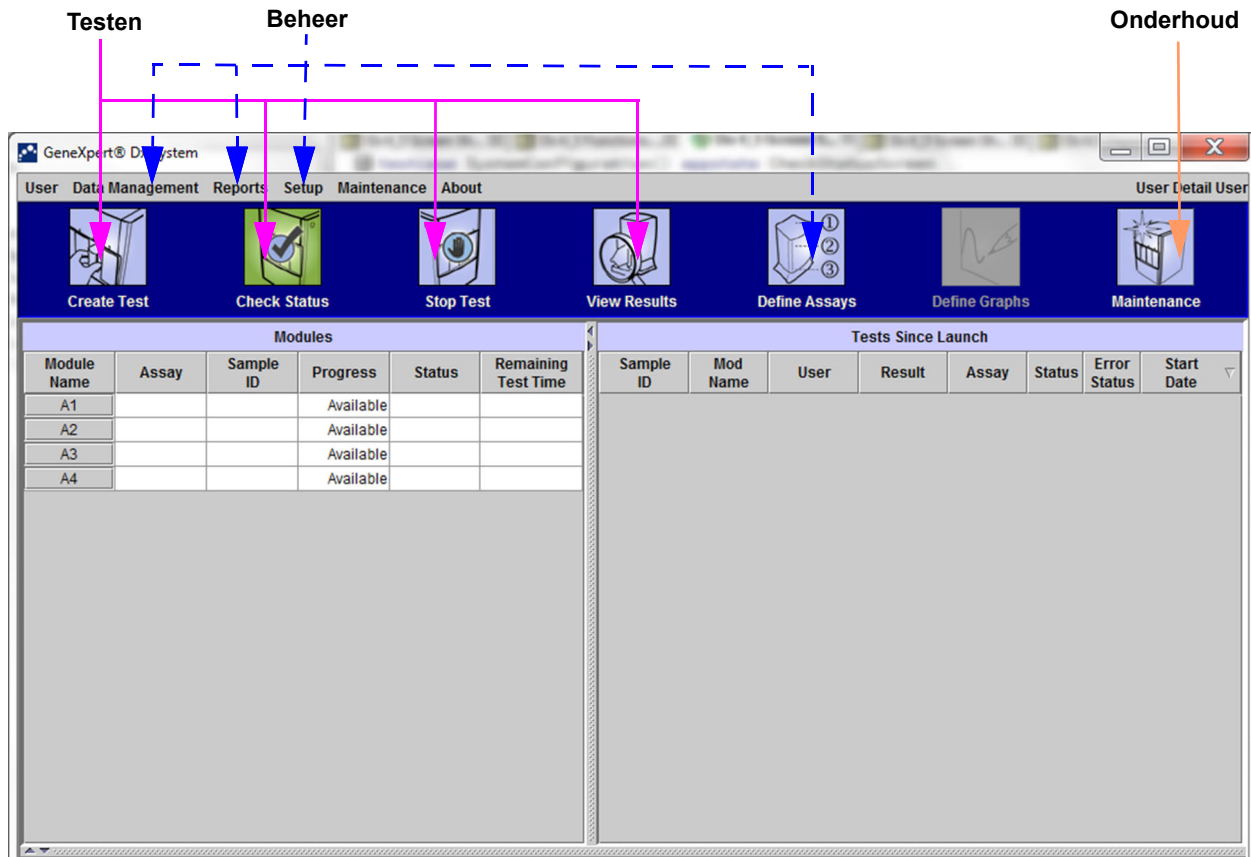 Testen
Beheer
Onderhoud
GeneXpert® Dx System
User Data Management Reports Setup Maintenance About
User Detail User
1
2
3
Create Test
Check Status
Stop Test
View Results
Define Assays
Define Graphs
Maintenance
Modules
Module Name
Assay
Sample ID
Progress
Status
Remaining Test Time
A1 Available
A2 Available
A3 Available
A4 Available
Tests Since Launch
Sample ID
Mod Name
User
Result
Assay
Status
Error Status
Start Date